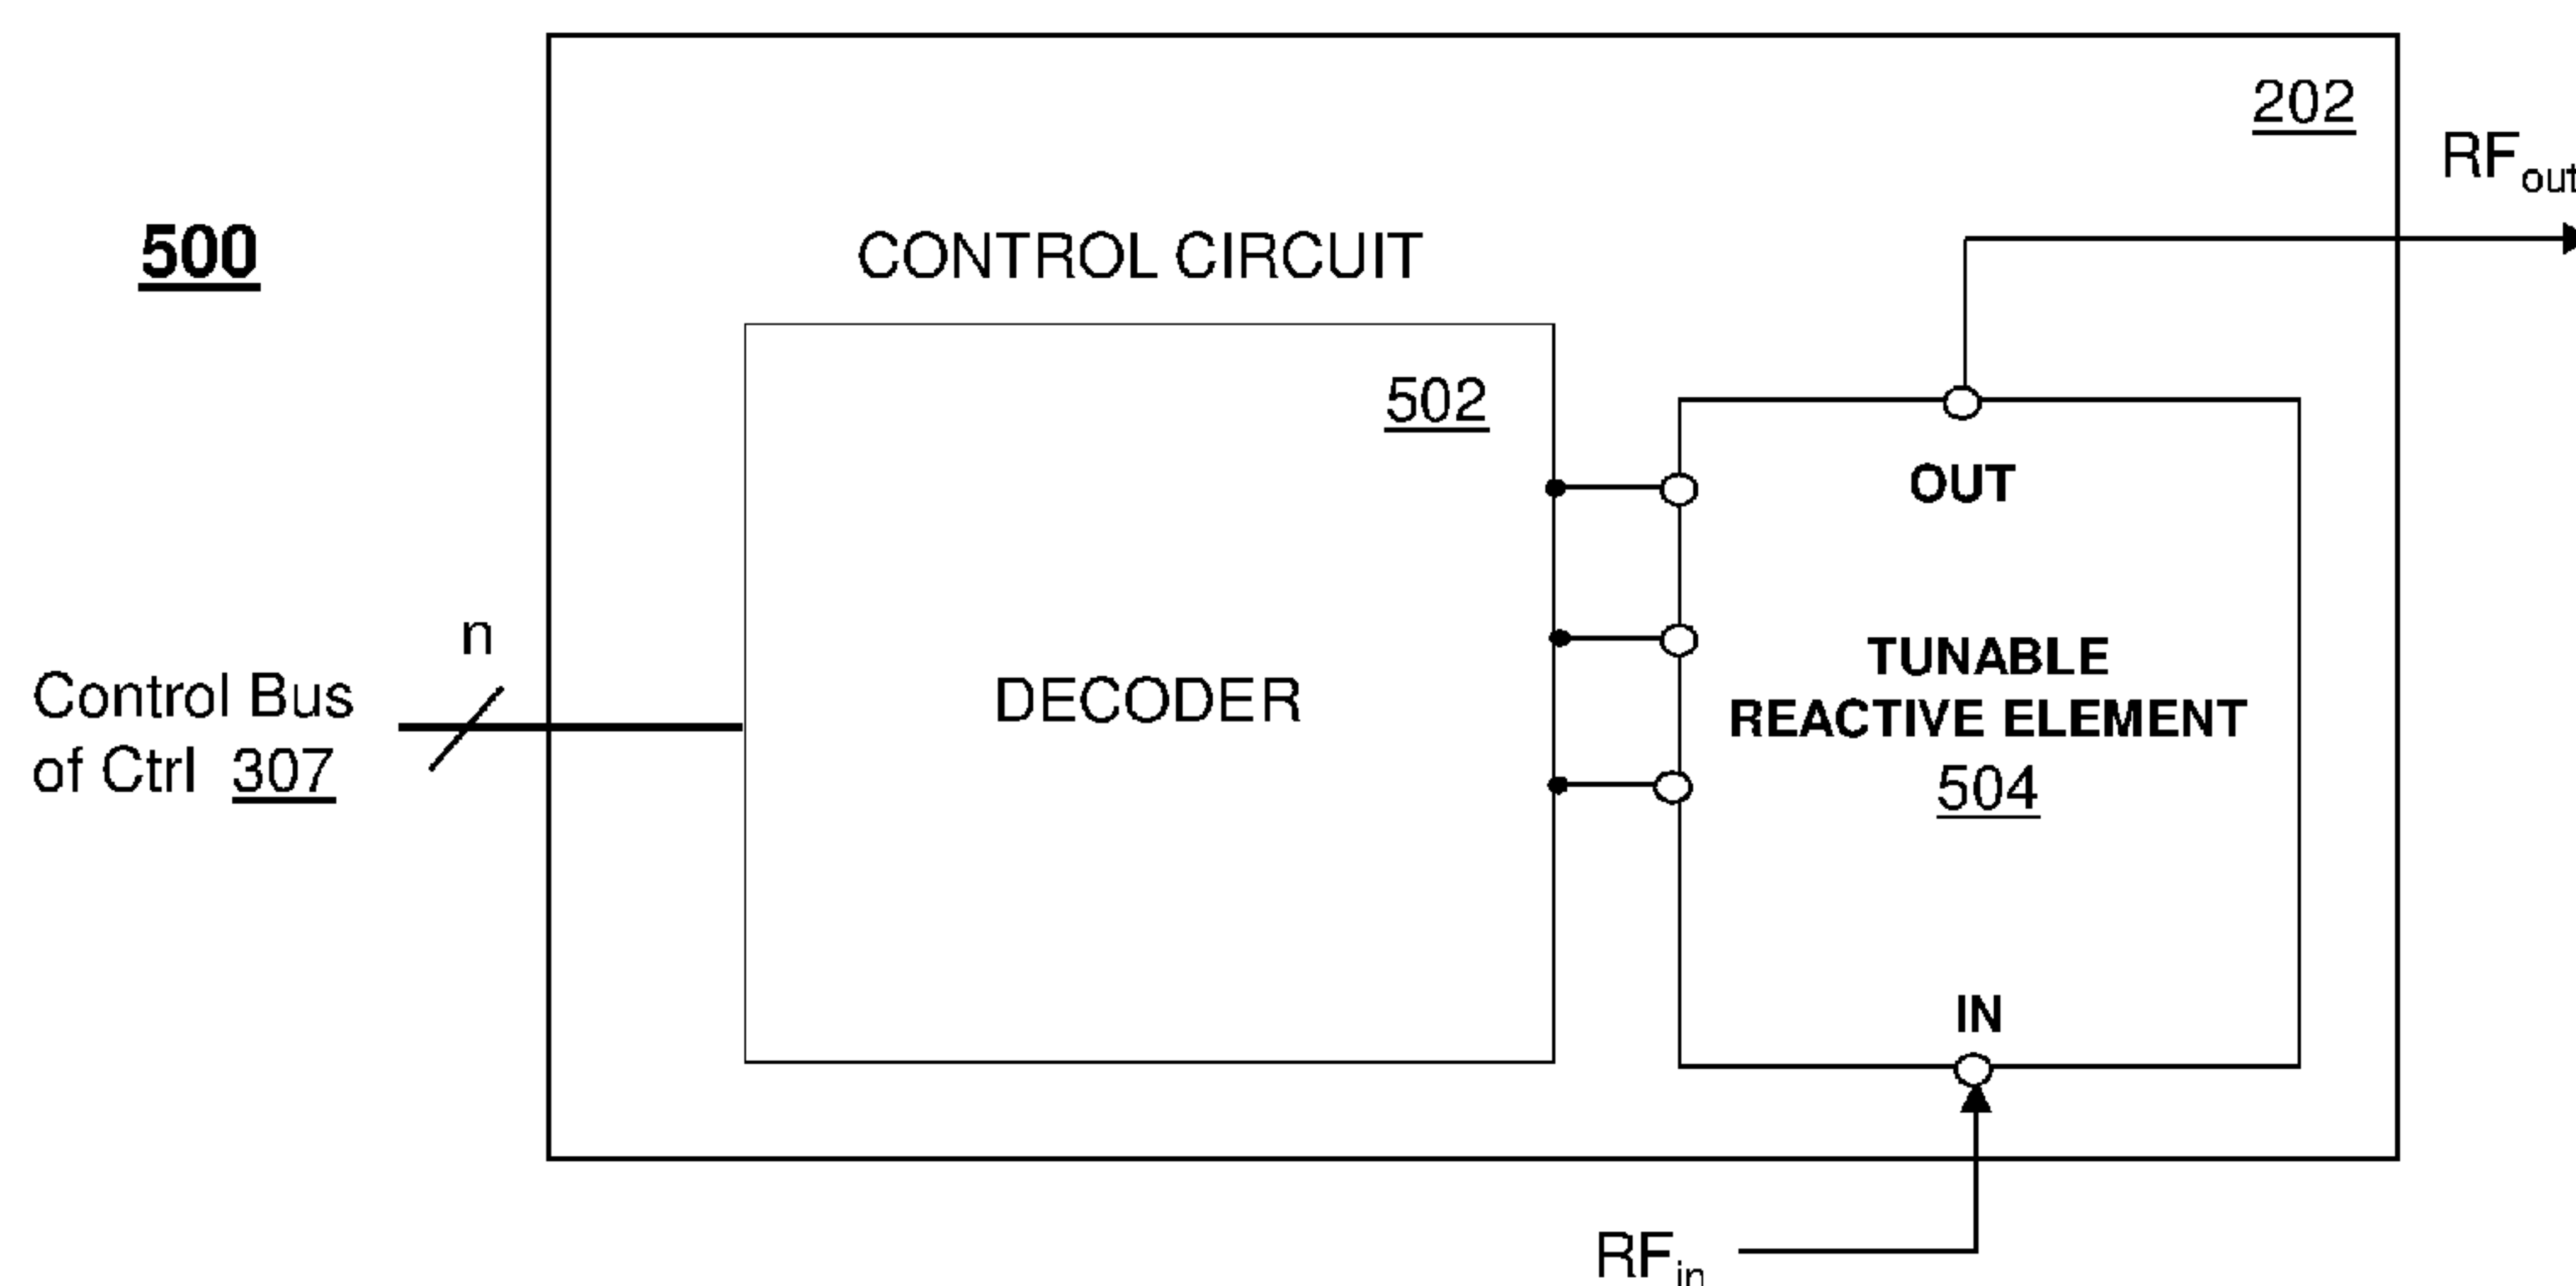 202
RFout
500
CONTROL CIRCUIT
502
OUT
n
Control Bus
of Ctrl 307
DECODER
TUNABLE
REACTIVE ELEMENT
504
IN
RFin